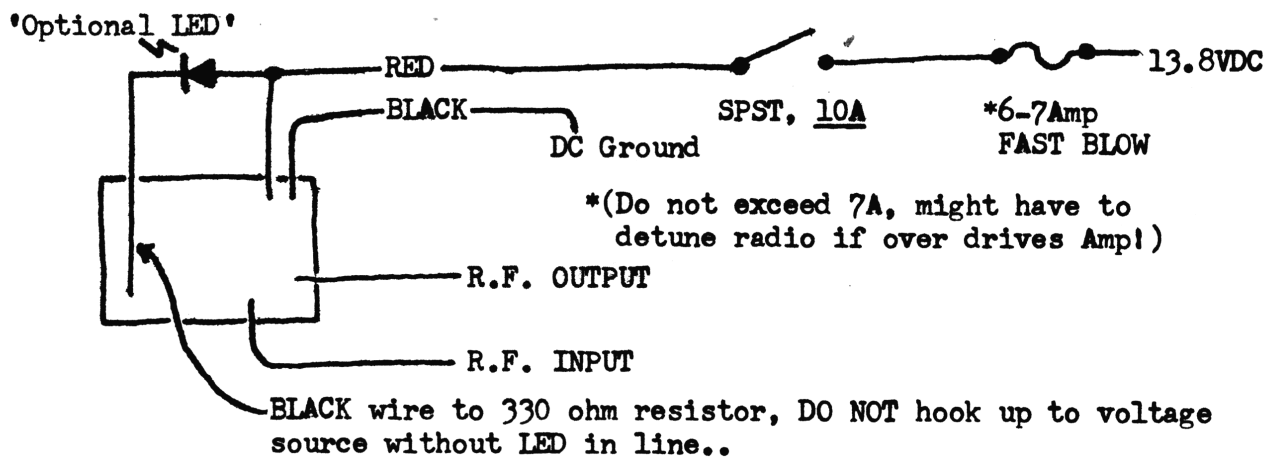 'Optional LED'
RED
13.8VDC
BLACK
SPST, 10A
*6-7Amp
FAST BLOW
DC Ground
*(Do not exceed 7A, might have to
detune radio if over drives Amp!)
R.F. OUTPUT
R.F. INPUT
BLACK wire to 330 ohm resistor, DO NOT hook up to voltage
source without LED in line..